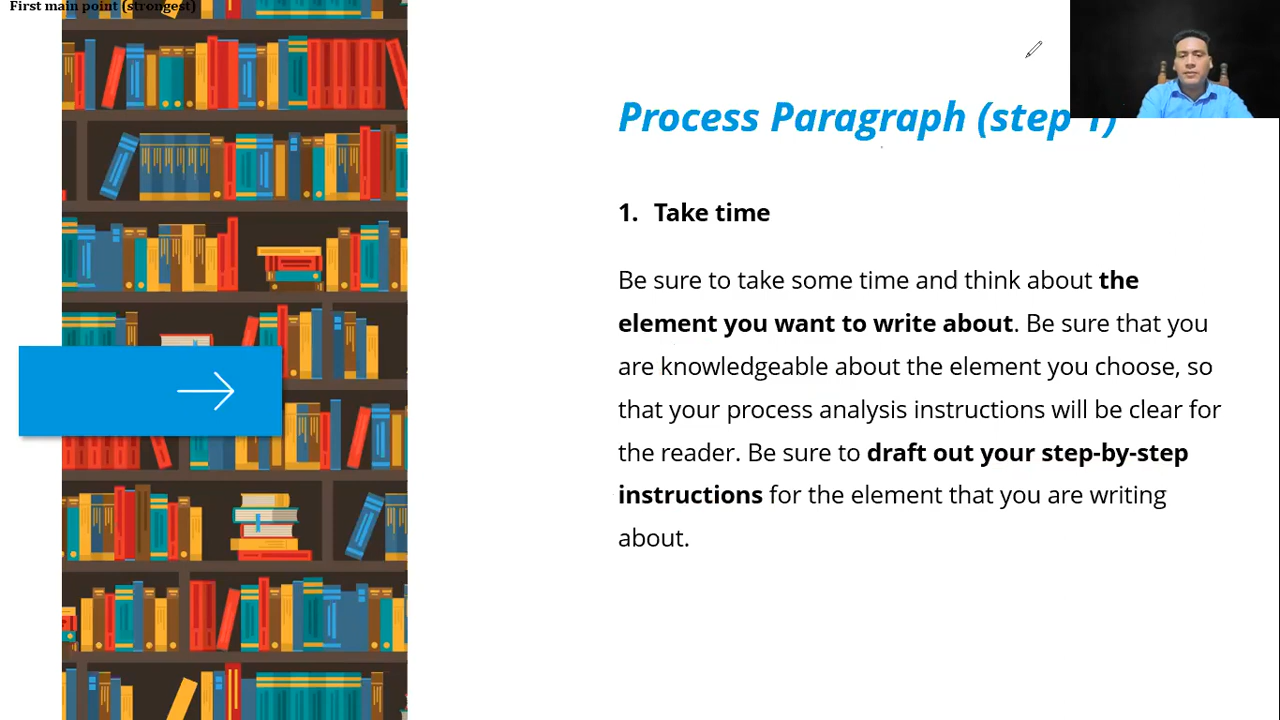 First main point (strongest)
Process Paragraph (step 1)
1. Take time
Be sure to take some time and think about the
element you want to write about. Be sure that you
are knowledgeable about the element you choose, so
that your process analysis instructions will be clear for
the reader. Be sure to draft out your step-by-step
instructions for the element that you are writing
about.